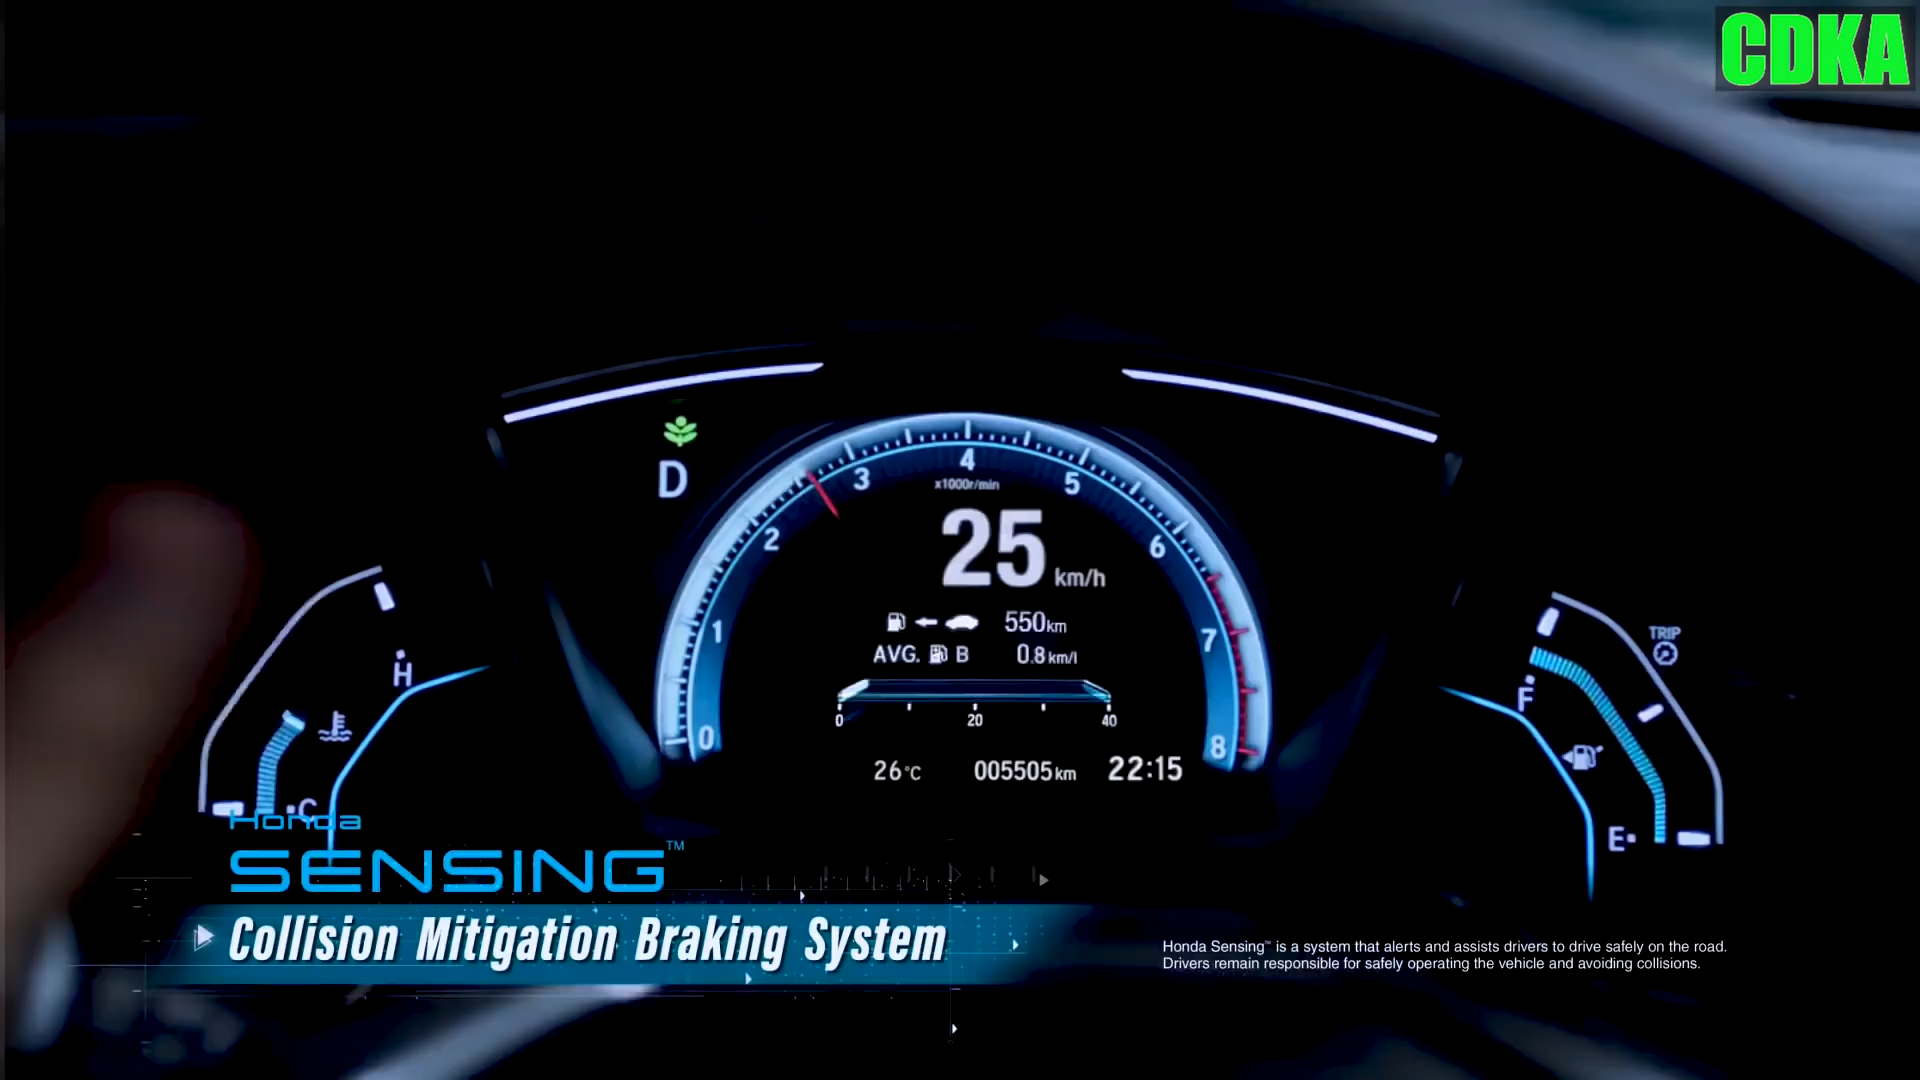 CDKA
D
x1000r/min
0
1
2
3
4
5
6
7
8
25 km/h
550km
AVG. B 0.8 km/l
0 20 40
26°C 005505km 22:15
H
C
TRIP
F
E
Honda
SENSING™
Collision Mitigation Braking System
Honda Sensing™ is a system that alerts and assists drivers to drive safely on the road.
Drivers remain responsible for safely operating the vehicle and avoiding collisions.